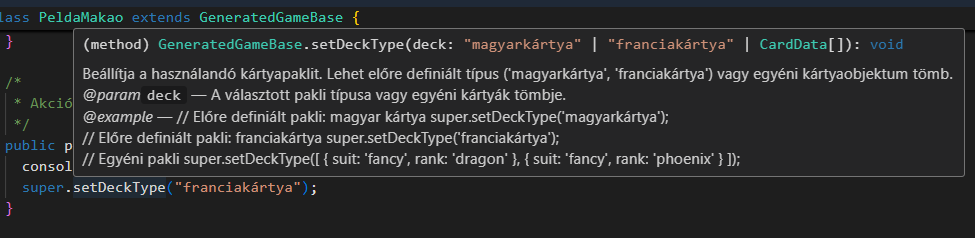 lass PeldaMakao extends GeneratedGameBase {
}
(method) GeneratedGameBase.setDeckType(deck: "magyarkártya" | "franciakártya" | CardData[]): void
Beállítja a használandó kártyapaklit. Lehet előre definiált típus ('magyarkártya', 'franciakártya') vagy egyéni kártyaobjektum tömb.
@param deck — A választott pakli típusa vagy egyéni kártyák tömbje.
@example — // Előre definiált pakli: magyar kártya super.setDeckType('magyarkártya');
// Előre definiált pakli: franciakártya super.setDeckType('franciakártya');
// Egyéni pakli super.setDeckType([ { suit: 'fancy', rank: 'dragon' }, { suit: 'fancy', rank: 'phoenix' } ]);
/*
* Akció
*/
public p
consol
super.setDeckType("franciakártya");
}